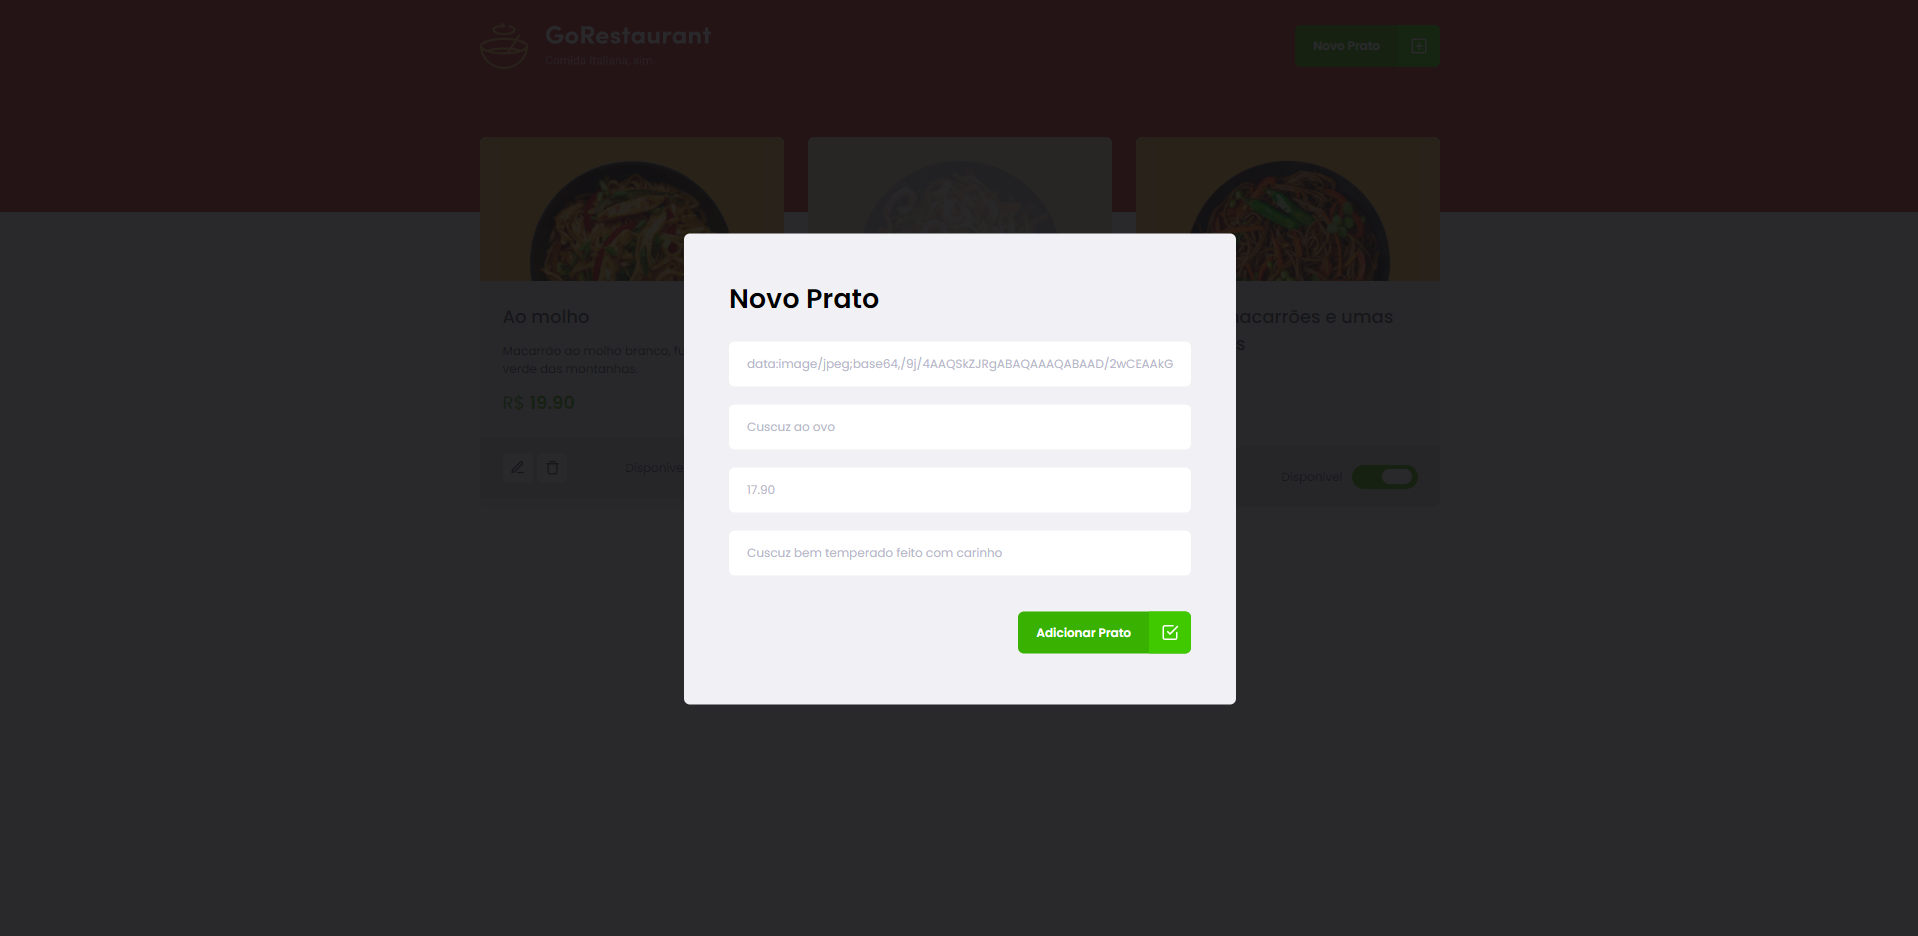 GoRestaurant
Comida italiana, vim.
Novo Prato
Ao molho
Macarrão ao molho branco, fu
verde das montanhas.
R$ 19.90
Disponíve
acarrões e umas
s
Disponível
Novo Prato
data:image/jpeg;base64,/9j/4AAQSkZJRgABAQAAAQABAAD/2wCEAAkG
Cuscuz ao ovo
17.90
Cuscuz bem temperado feito com carinho
Adicionar Prato